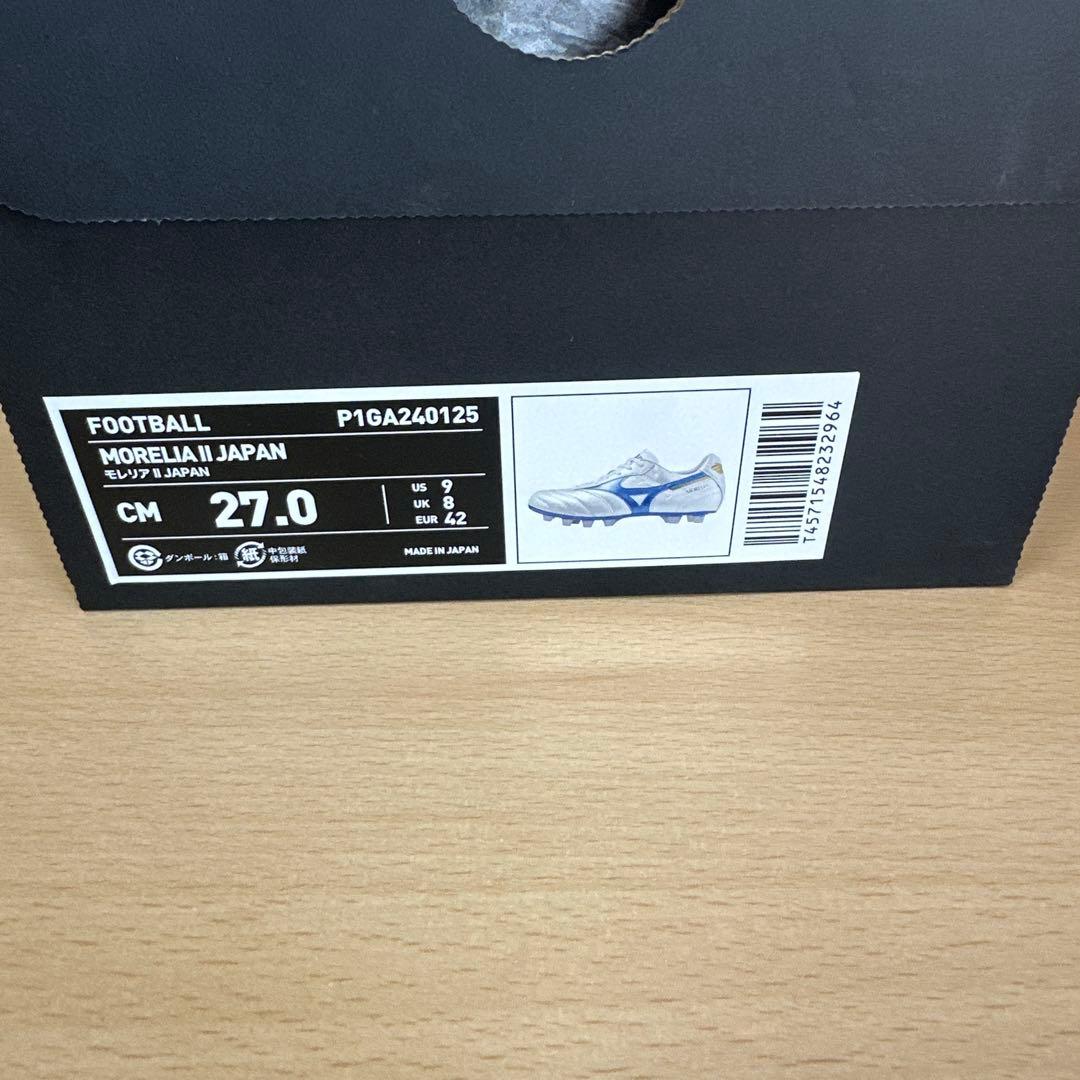 FOOTBALL P1GA240125
MORELIA II JAPAN
モレリア II JAPAN
CM 27.0
US 9
UK 8
EUR 42
ダンボール:箱
紙 中包装紙
保形材
MADE IN JAPAN
T4571548232964